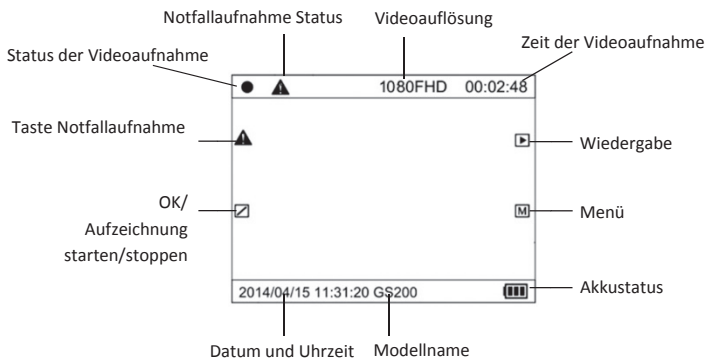 Notfallaufnahme Status
Videoauflösung
Zeit der Videoaufnahme
Status der Videoaufnahme
1080FHD 00:02:48
Taste Notfallaufnahme
Wiedergabe
OK/
Aufzeichnung
starten/stoppen
M
Menü
2014/04/15 11:31:20 GS200
Akkustatus
Datum und Uhrzeit
Modellname